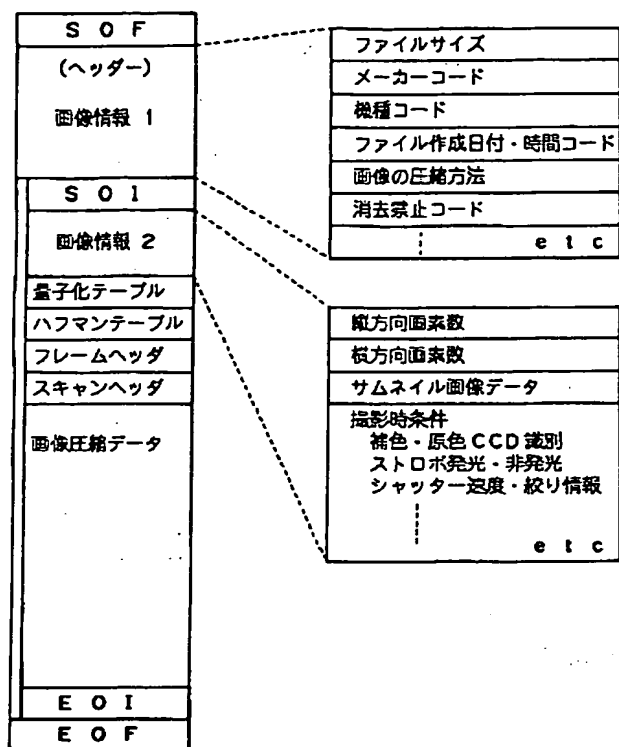 SOF
(ヘッダー)
画像情報 1
SOI
画像情報 2
量子化テーブル
ハフマンテーブル
フレームヘッダ
スキャンヘッダ
画像圧縮データ
EOI
EOF
ファイルサイズ
メーカーコード
機種コード
ファイル作成日付・時間コード
画像の圧縮方法
消去禁止コード
etc
縦方向画素数
横方向画素数
サムネイル画像データ
撮影時条件
補色・原色CCD識別
ストロボ発光・非発光
シャッター速度・絞り情報
etc